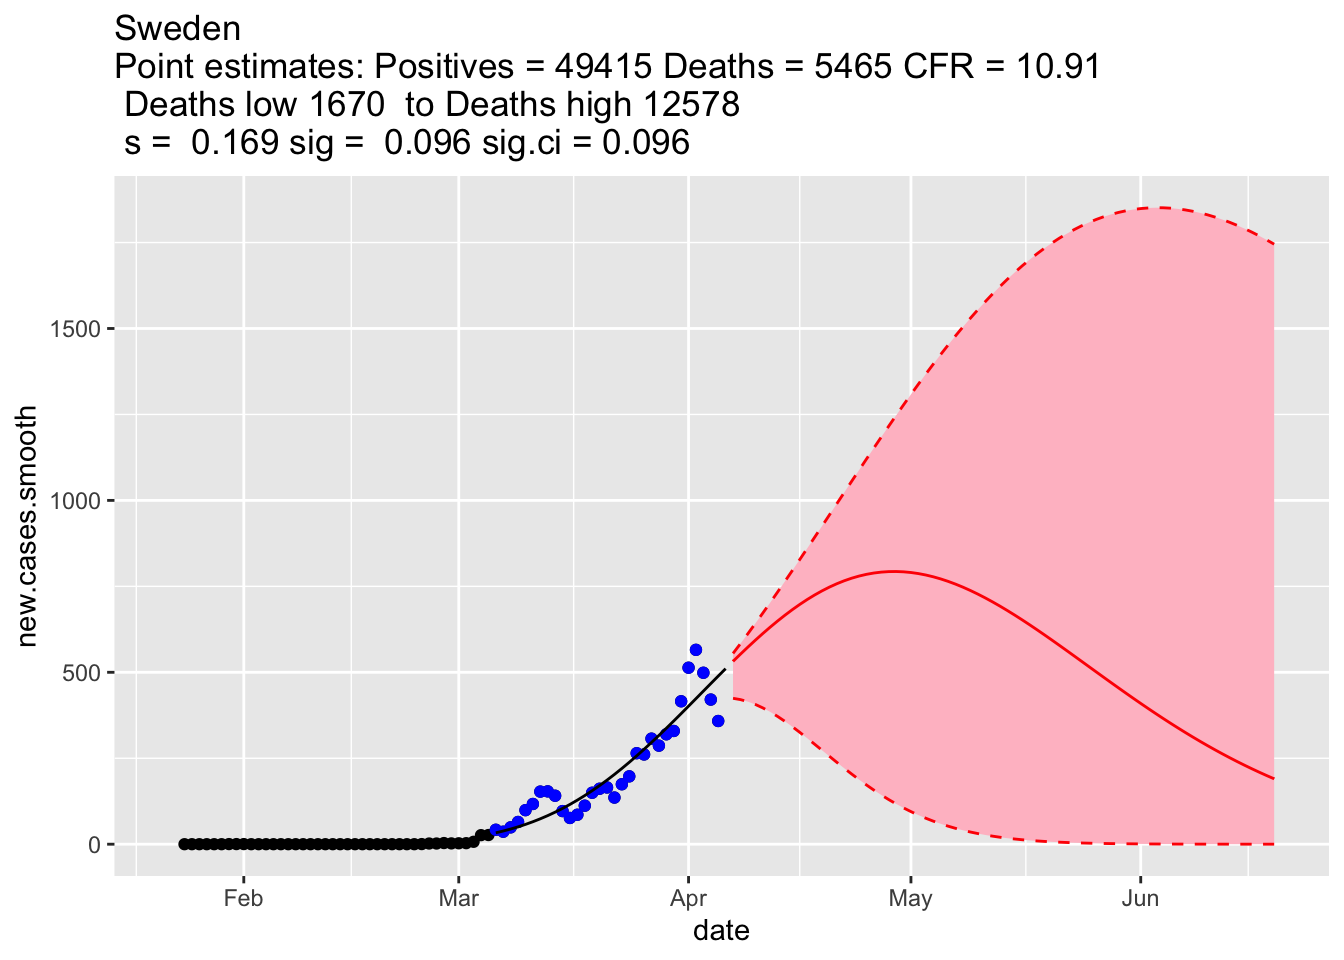 Sweden
Point estimates: Positives = 49415 Deaths = 5465 CFR = 10.91
Deaths low 1670  to Deaths high 12578
s =  0.169 sig =  0.096 sig.ci = 0.096
new.cases.smooth
1500
1000
500
0
Feb Mar Apr May Jun
date